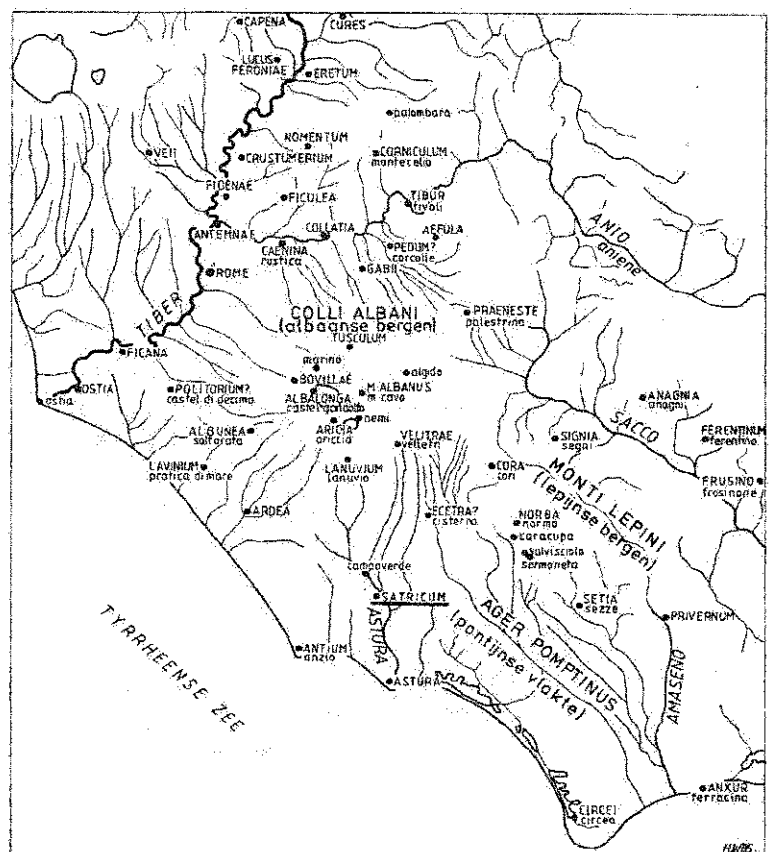 CAPENA
CURES
LUCUS
FERONIAE
ERETUM
palombara
NOMENTUM
VEII
CRUSTUMERIUM
CORNICULUM
montecelio
FIDENAE
FICULEA
TIBUR
tivoli
ANTEMNAE
COLLATIA
AEFULA
ANIO
aniene
CAENINA
rustica
PEDUM?
corcolle
ROME
GABII
TIBER
COLLI ALBANI
(albaanse bergen)
PRAENESTE
palestrina
TUSCULUM
FICANA
marino
BOVILLAE
algido
ostia
OSTIA
POLITORIUM?
castel di decima
ALBALONGA
castelgandolfo
M.ALBANUS
m.cavo
ANAGNIA
anagni
SACCO
ALBUNEA
solforata
ARICIA
ariccia
nemi
VELITRAE
velletri
SIGNIA
segni
FERENTINUM
ferentino
LAVINIUM
pratica di mare
LANUVIUM
lanuvio
CORA
cori
MONTI LEPINI
(lepijnse bergen)
FRUSINO
frosinone
ARDEA
ECETRA?
cisterna
NORBA
norma
caracupa
valvisciolo
sermoneta
campoverde
SATRICUM
SETIA
sezze
PRIVERNUM
ASTURA
AGER POMPTINUS
(pontijnse vlakte)
TYRRHEENSE ZEE
ANTIUM
anzio
ASTURA
AMASENO
ANXUR
terracina
CIRCEI
circeo